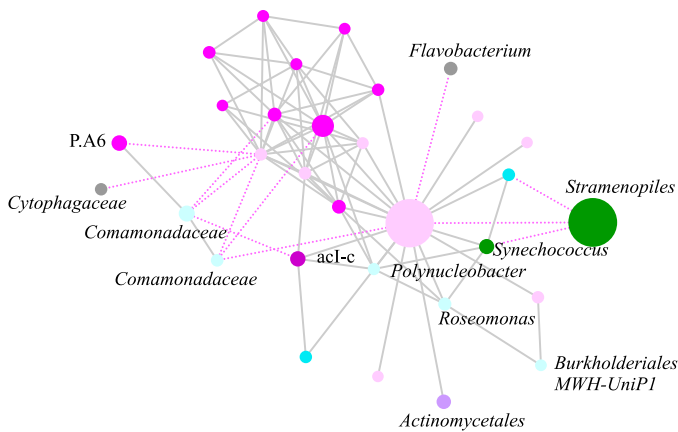 Flavobacterium
P.A6
Stramenopiles
Cytophagaceae
Comamonadaceae
Synechococcus
acI-c
Polynucleobacter
Comamonadaceae
Roseomonas
Burkholderiales
MWH-UniP1
Actinomycetales